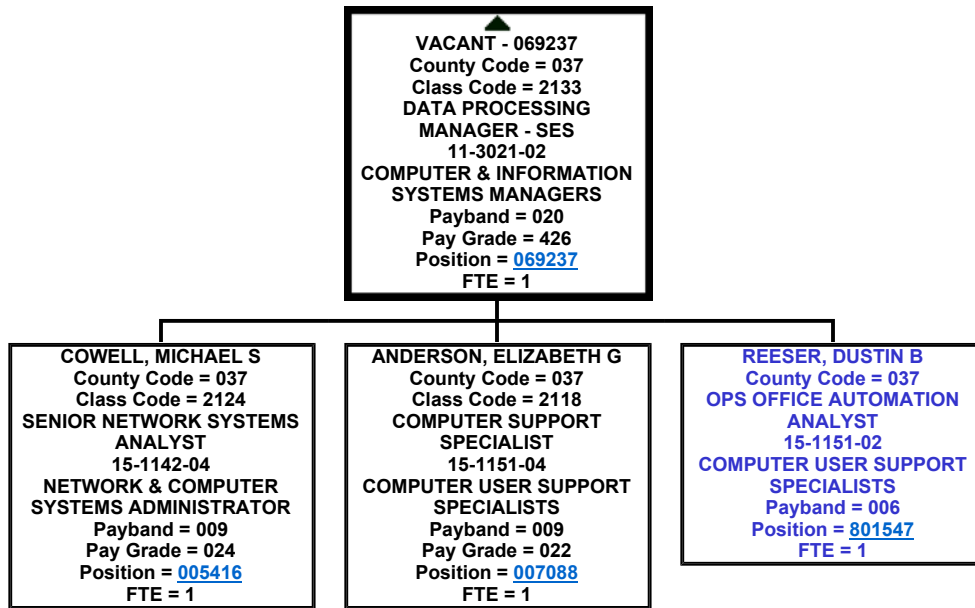 VACANT - 069237
County Code = 037
Class Code = 2133
DATA PROCESSING
MANAGER - SES
11-3021-02
COMPUTER & INFORMATION
SYSTEMS MANAGERS
Payband = 020
Pay Grade = 426
Position = 069237
FTE = 1
COWELL, MICHAEL S
County Code = 037
Class Code = 2124
SENIOR NETWORK SYSTEMS
ANALYST
15-1142-04
NETWORK & COMPUTER
SYSTEMS ADMINISTRATOR
Payband = 009
Pay Grade = 024
Position = 005416
FTE = 1
ANDERSON, ELIZABETH G
County Code = 037
Class Code = 2118
COMPUTER SUPPORT
SPECIALIST
15-1151-04
COMPUTER USER SUPPORT
SPECIALISTS
Payband = 009
Pay Grade = 022
Position = 007088
FTE = 1
REESER, DUSTIN B
County Code = 037
OPS OFFICE AUTOMATION
ANALYST
15-1151-02
COMPUTER USER SUPPORT
SPECIALISTS
Payband = 006
Position = 801547
FTE = 1